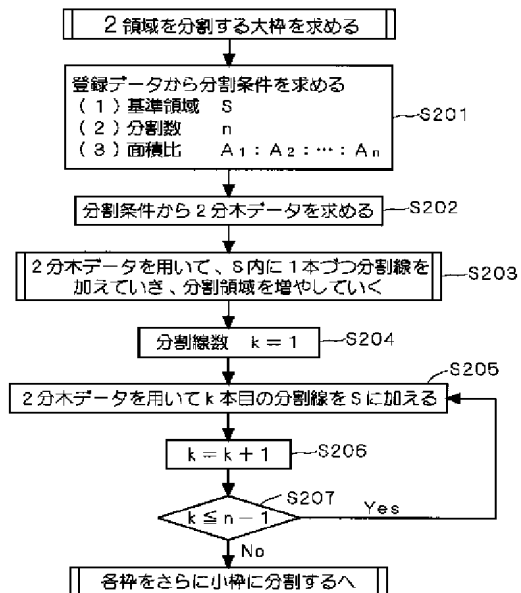 2領域を分割する大枠を求める
登録データから分割条件を求める
(1)基準領域 S
(2)分割数 n
(3)面積比 A1:A2:…:An
S201
分割条件から2分木データを求める
S202
2分木データを用いて、S内に1本づつ分割線を
加えていき、分割領域を増やしていく
S203
分割線数 k=1
S204
S205
2分木データを用いてk本目の分割線をSに加える
k=k+1
S206
S207
k≦n-1
Yes
No
各枠をさらに小枠に分割するへ